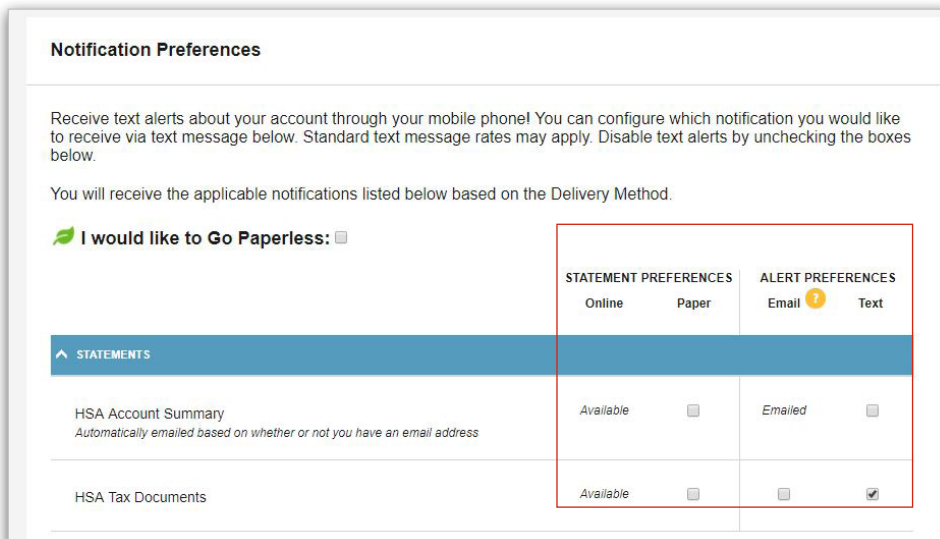 Notification Preferences
Receive text alerts about your account through your mobile phone! You can configure which notification you would like
to receive via text message below. Standard text message rates may apply. Disable text alerts by unchecking the boxes
below.
You will receive the applicable notifications listed below based on the Delivery Method.
I would like to Go Paperless:
STATEMENT PREFERENCES ALERT PREFERENCES
Online Paper Email ? Text
STATEMENTS
HSA Account Summary Available Emailed
Automatically emailed based on whether or not you have an email address
HSA Tax Documents Available